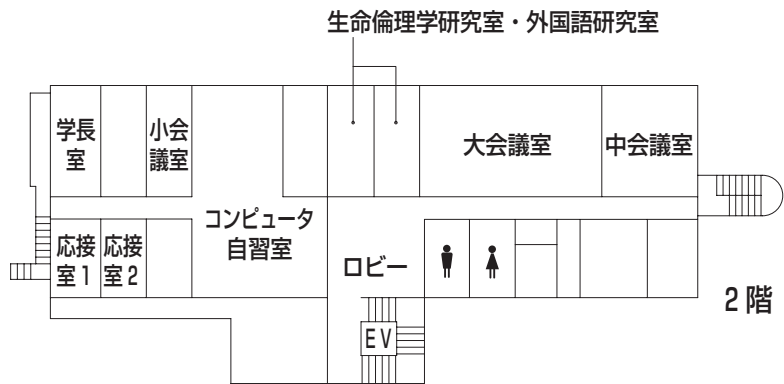 生命倫理学研究室・外国語研究室
学長
室
小会
議室
大会議室
中会議室
コンピュータ
自習室
応接
室1
応接
室2
ロビー
EV
2階